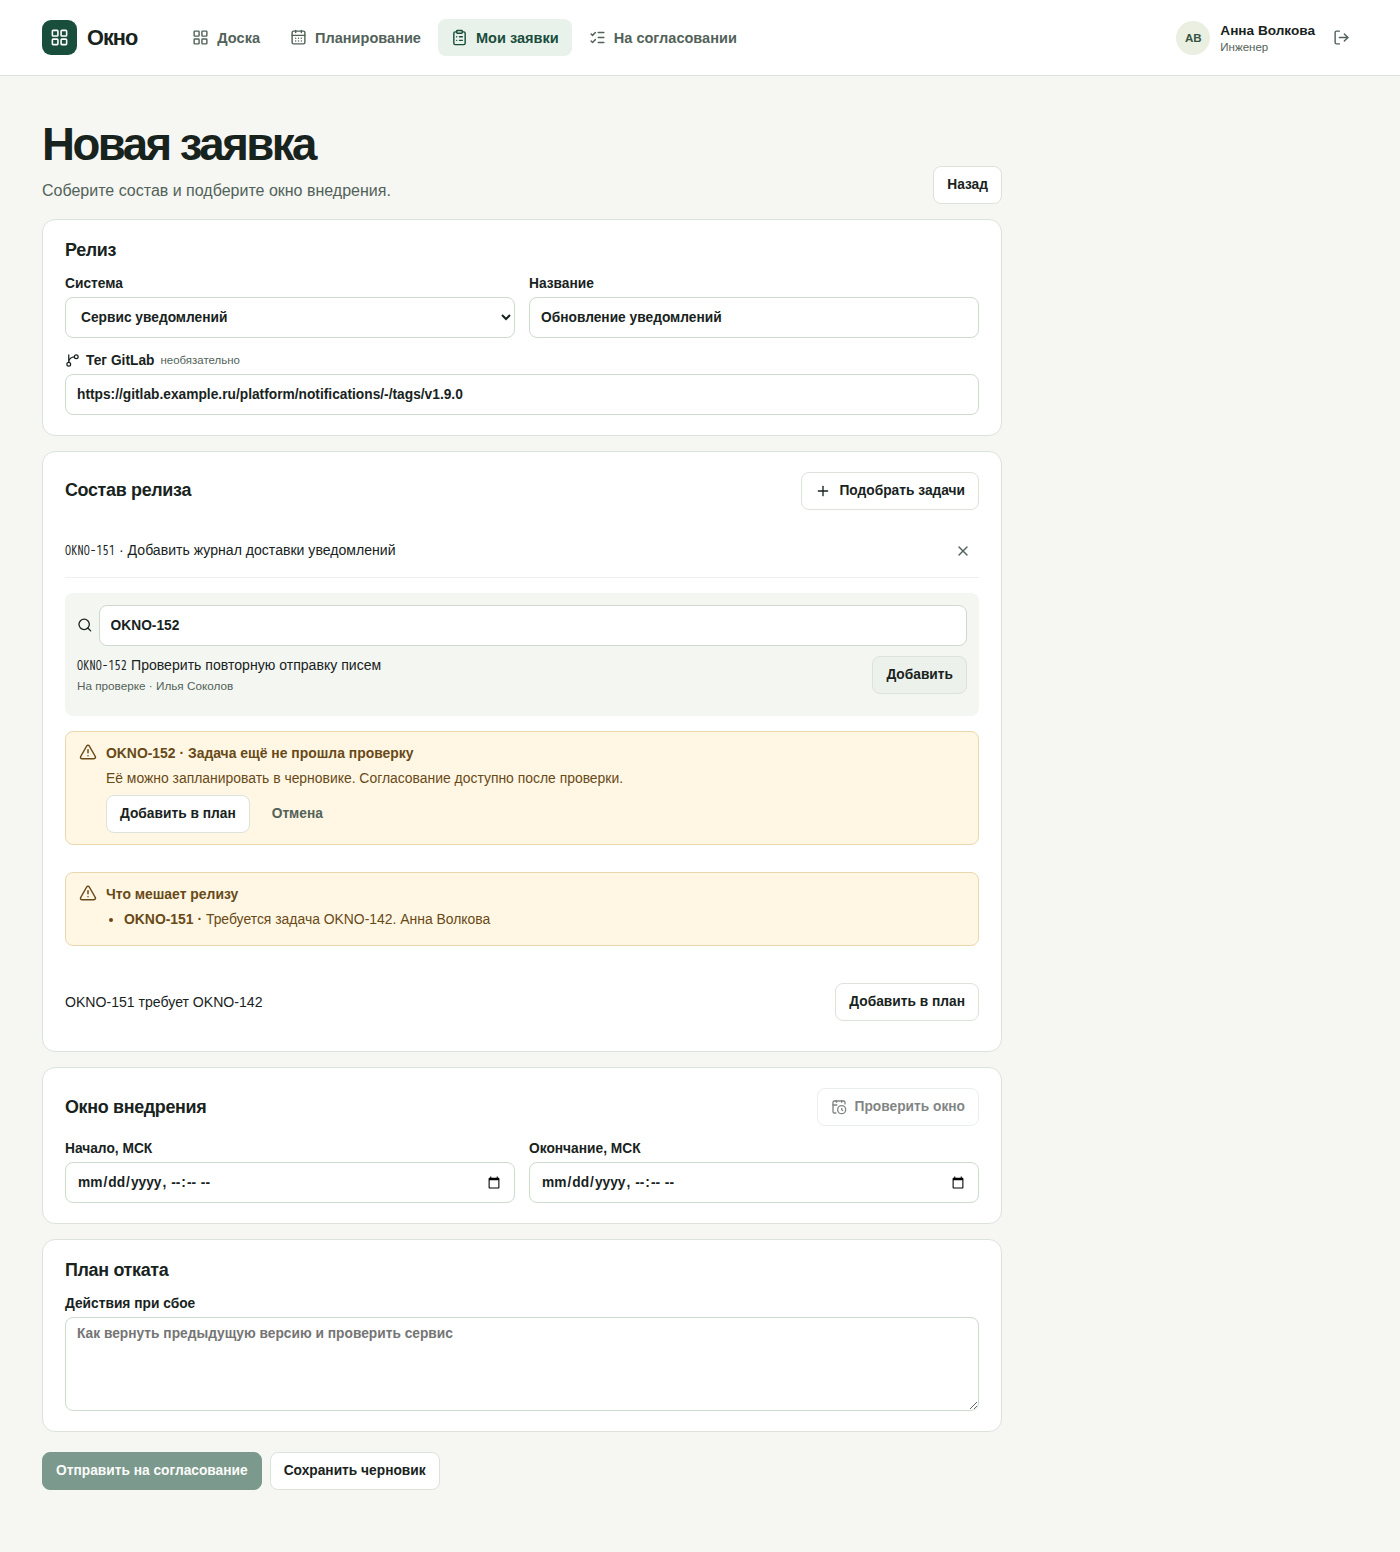 Окно
Доска
Планирование
Мои заявки
На согласовании
АВ
Анна Волкова
Инженер
Новая заявка
Соберите состав и подберите окно внедрения.
Назад
Релиз
Система
Название
Сервис уведомлений
Обновление уведомлений
Тег GitLab необязательно
https://gitlab.example.ru/platform/notifications/-/tags/v1.9.0
Состав релиза
Подобрать задачи
OKNO-151 · Добавить журнал доставки уведомлений
OKNO-152
OKNO-152 Проверить повторную отправку писем
На проверке · Илья Соколов
Добавить
OKNO-152 · Задача ещё не прошла проверку
Её можно запланировать в черновике. Согласование доступно после проверки.
Добавить в план
Отмена
Что мешает релизу
• OKNO-151 · Требуется задача OKNO-142. Анна Волкова
OKNO-151 требует OKNO-142
Добавить в план
Окно внедрения
Проверить окно
Начало, МСК
Окончание, МСК
mm/dd/yyyy, --:-- --
mm/dd/yyyy, --:-- --
План отката
Действия при сбое
Как вернуть предыдущую версию и проверить сервис
Отправить на согласование
Сохранить черновик